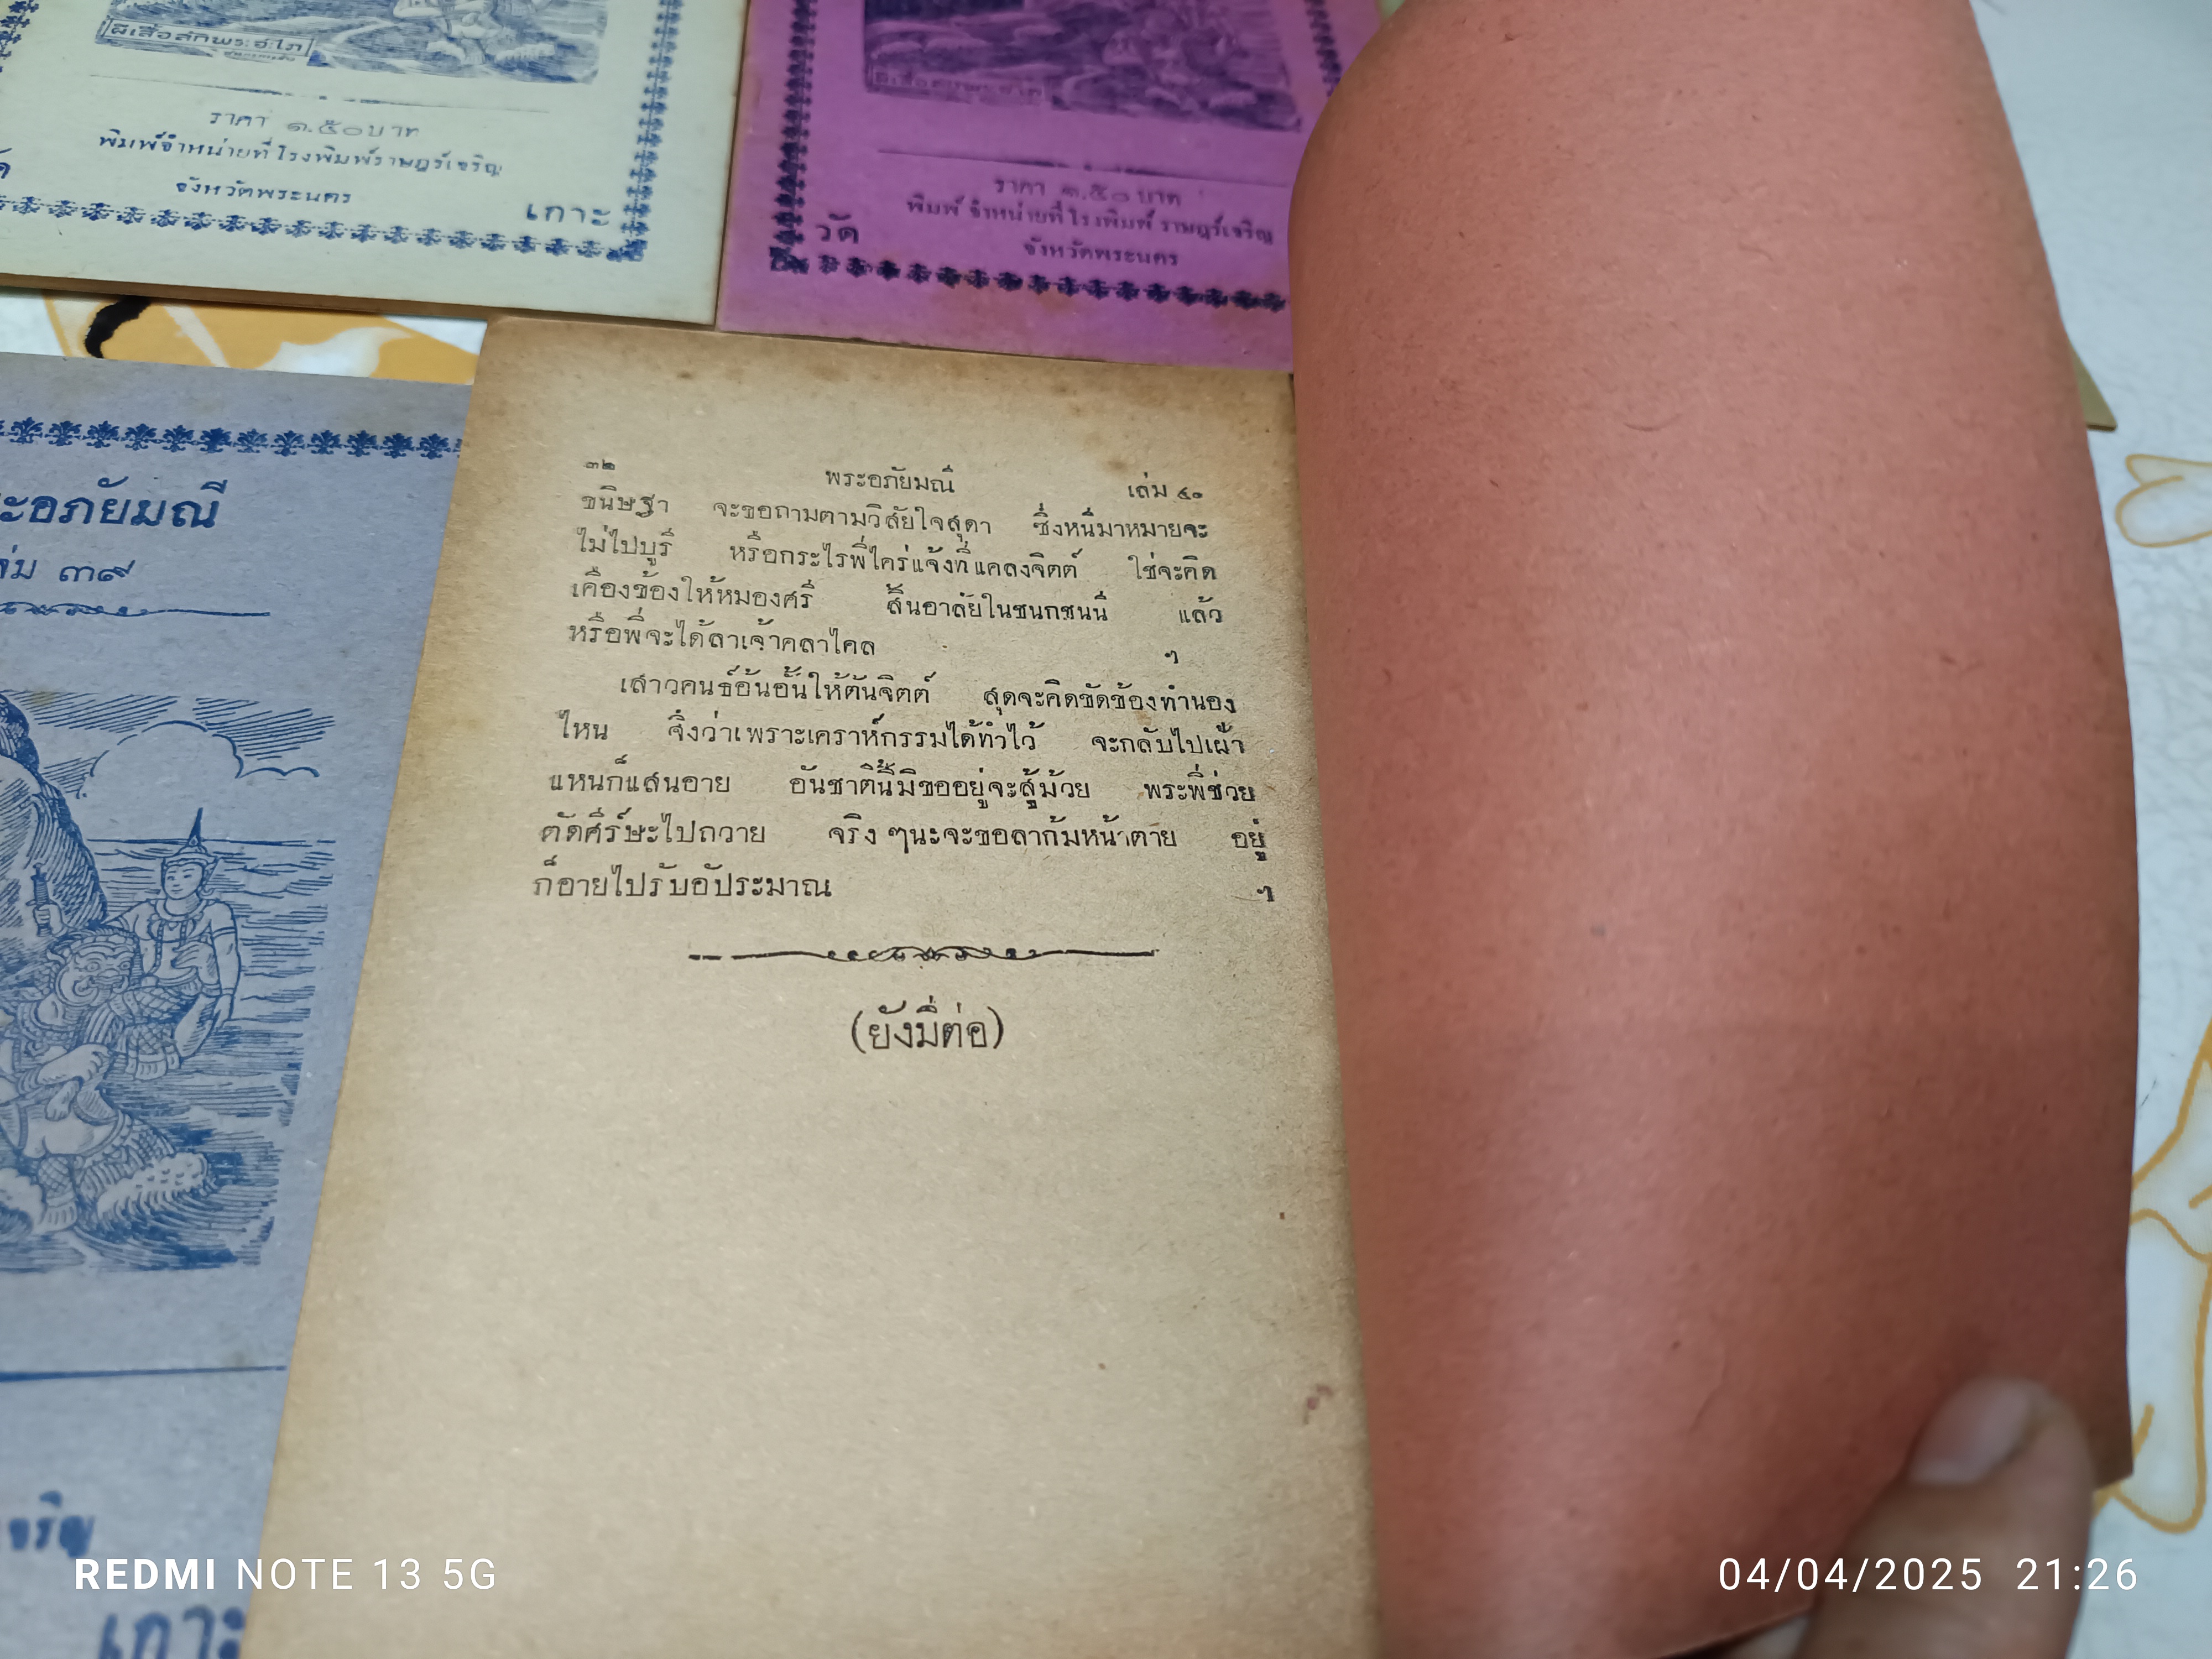 ผีเสื้อลักพระอะไภ
ราคา ๑.๕๐ บาท
พิมพ์จำหน่ายที่โรงพิมพ์ราษฎร์เจริญ
จังหวัดพระนคร
เกาะ
ราคา ๑.๕๐ บาท
พิมพ์จำหน่ายที่โรงพิมพ์ราษฎร์เจริญ
วัด
จังหวัดพระนคร
ะอภัยมณี
่ม ๓๙
เจริญ
เกาะ
๓๒ พระอภัยมณี เล่ม ๔๐
ขนิษฐา จะขอถามตามวิสัยใจสุดา ซึ่งหนีมาหมายจะ
ไม่ไปบูรี หรือกระไรพี่ใคร่แจ้งที่แคลงจิตต์ ใช่จะคิด
เคืองข้องให้หมองศรี สิ้นอาลัยในชนกชนนี แล้ว
หรือพี่จะได้ลาเจ้าคลาไคล ฯ
เสาวคนธ์อ้นอั้นให้ตันจิตต์ สุดจะคิดขัดข้องทำนอง
ไหน จึ่งว่าเพราะเคราห์กรรมได้ทำไว้ จะกลับไปเฝ้า
แหนก็แสนอาย อันชาตินี้มิขออยู่จะสู้ม้วย พระพี่ช่วย
ตัดศีร์ษะไปถวาย จริง ๆนะจะขอลาก้มหน้าตาย อยู่
ก็อายไปรับอัประมาณ ฯ
(ยังมีต่อ)
REDMI NOTE 13 5G
04/04/2025 21:26